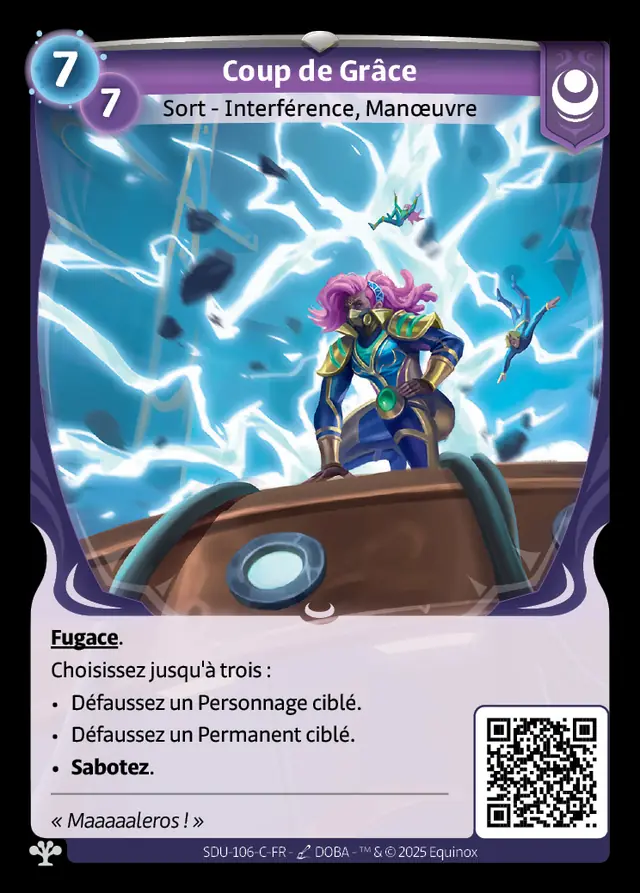 7
7
Coup de Grâce
Sort - Interférence, Manœuvre
Fugace.
Choisissez jusqu'à trois :
• Défaussez un Personnage ciblé.
• Défaussez un Permanent ciblé.
• Sabotez.
« Maaaaaleros ! »
SDU-106-C-FR - DOBA - ™ & © 2025 Equinox